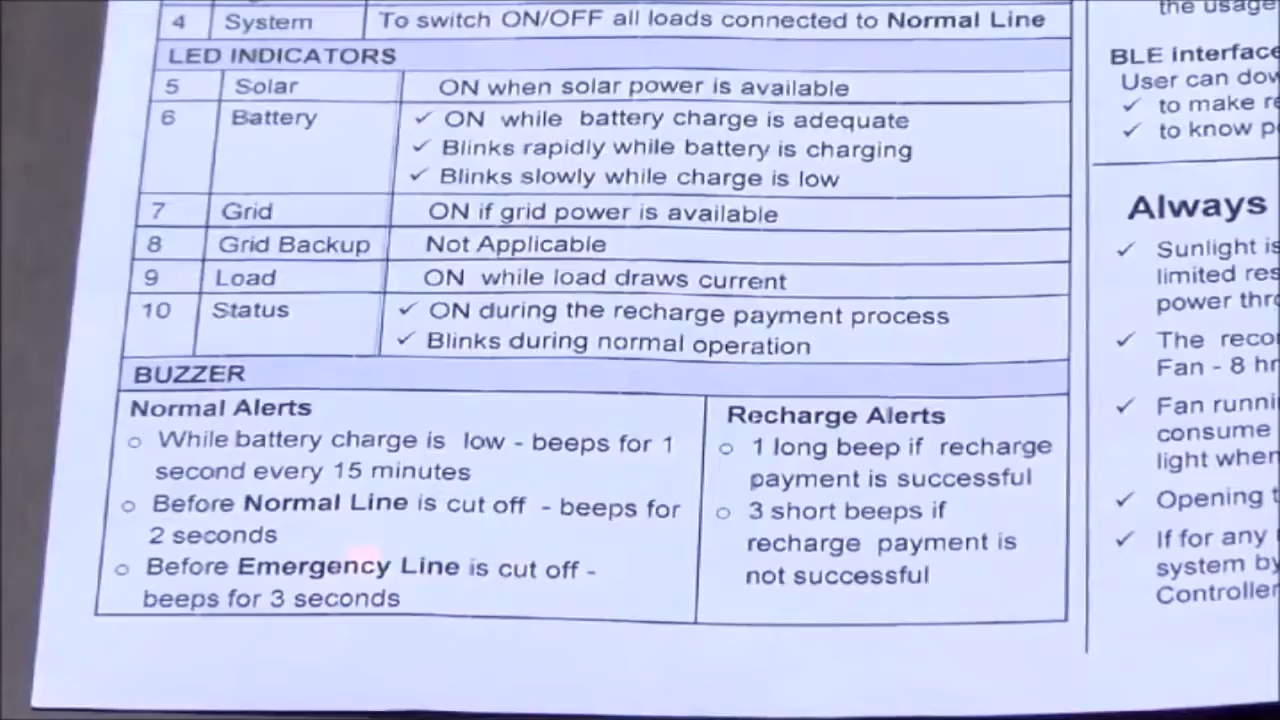 4 System To switch ON/OFF all loads connected to Normal Line
LED INDICATORS
5 Solar ON when solar power is available
6 Battery ✓ ON while battery charge is adequate
✓ Blinks rapidly while battery is charging
✓ Blinks slowly while charge is low
7 Grid ON if grid power is available
8 Grid Backup Not Applicable
9 Load ON while load draws current
10 Status ✓ ON during the recharge payment process
✓ Blinks during normal operation
BUZZER
Normal Alerts
o While battery charge is low - beeps for 1
second every 15 minutes
o Before Normal Line is cut off - beeps for
2 seconds
o Before Emergency Line is cut off -
beeps for 3 seconds
Recharge Alerts
o 1 long beep if recharge
payment is successful
o 3 short beeps if
recharge payment is
not successful
the usage
BLE interface
User can
✓ to make
✓ to know
Always
✓ Sunlight is
limited
power
✓ The
Fan - 8
✓ Fan
consume
light when
✓ Opening
✓ If for any
system by
Controller